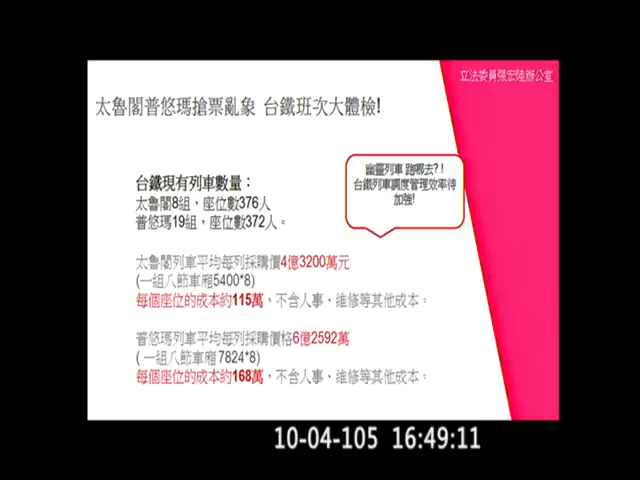 立法委員張宏陸辦公室
太魯閣普悠瑪搶票亂象 台鐵班次大體檢!
幽靈列車 跑哪去?!
台鐵列車調度管理效率待
加強!
台鐵現有列車數量：
太魯閣8組，座位數376人
普悠瑪19組，座位數372人。
太魯閣列車平均每列採購價4億3200萬元
(一組八節車廂5400*8)
每個座位的成本約115萬，不含人事、維修等其他成本。
普悠瑪列車平均每列採購價格6億2592萬
( 一組八節車廂7824*8)
每個座位的成本約168萬，不含人事、維修等其他成本。
10-04-105 16:49:11